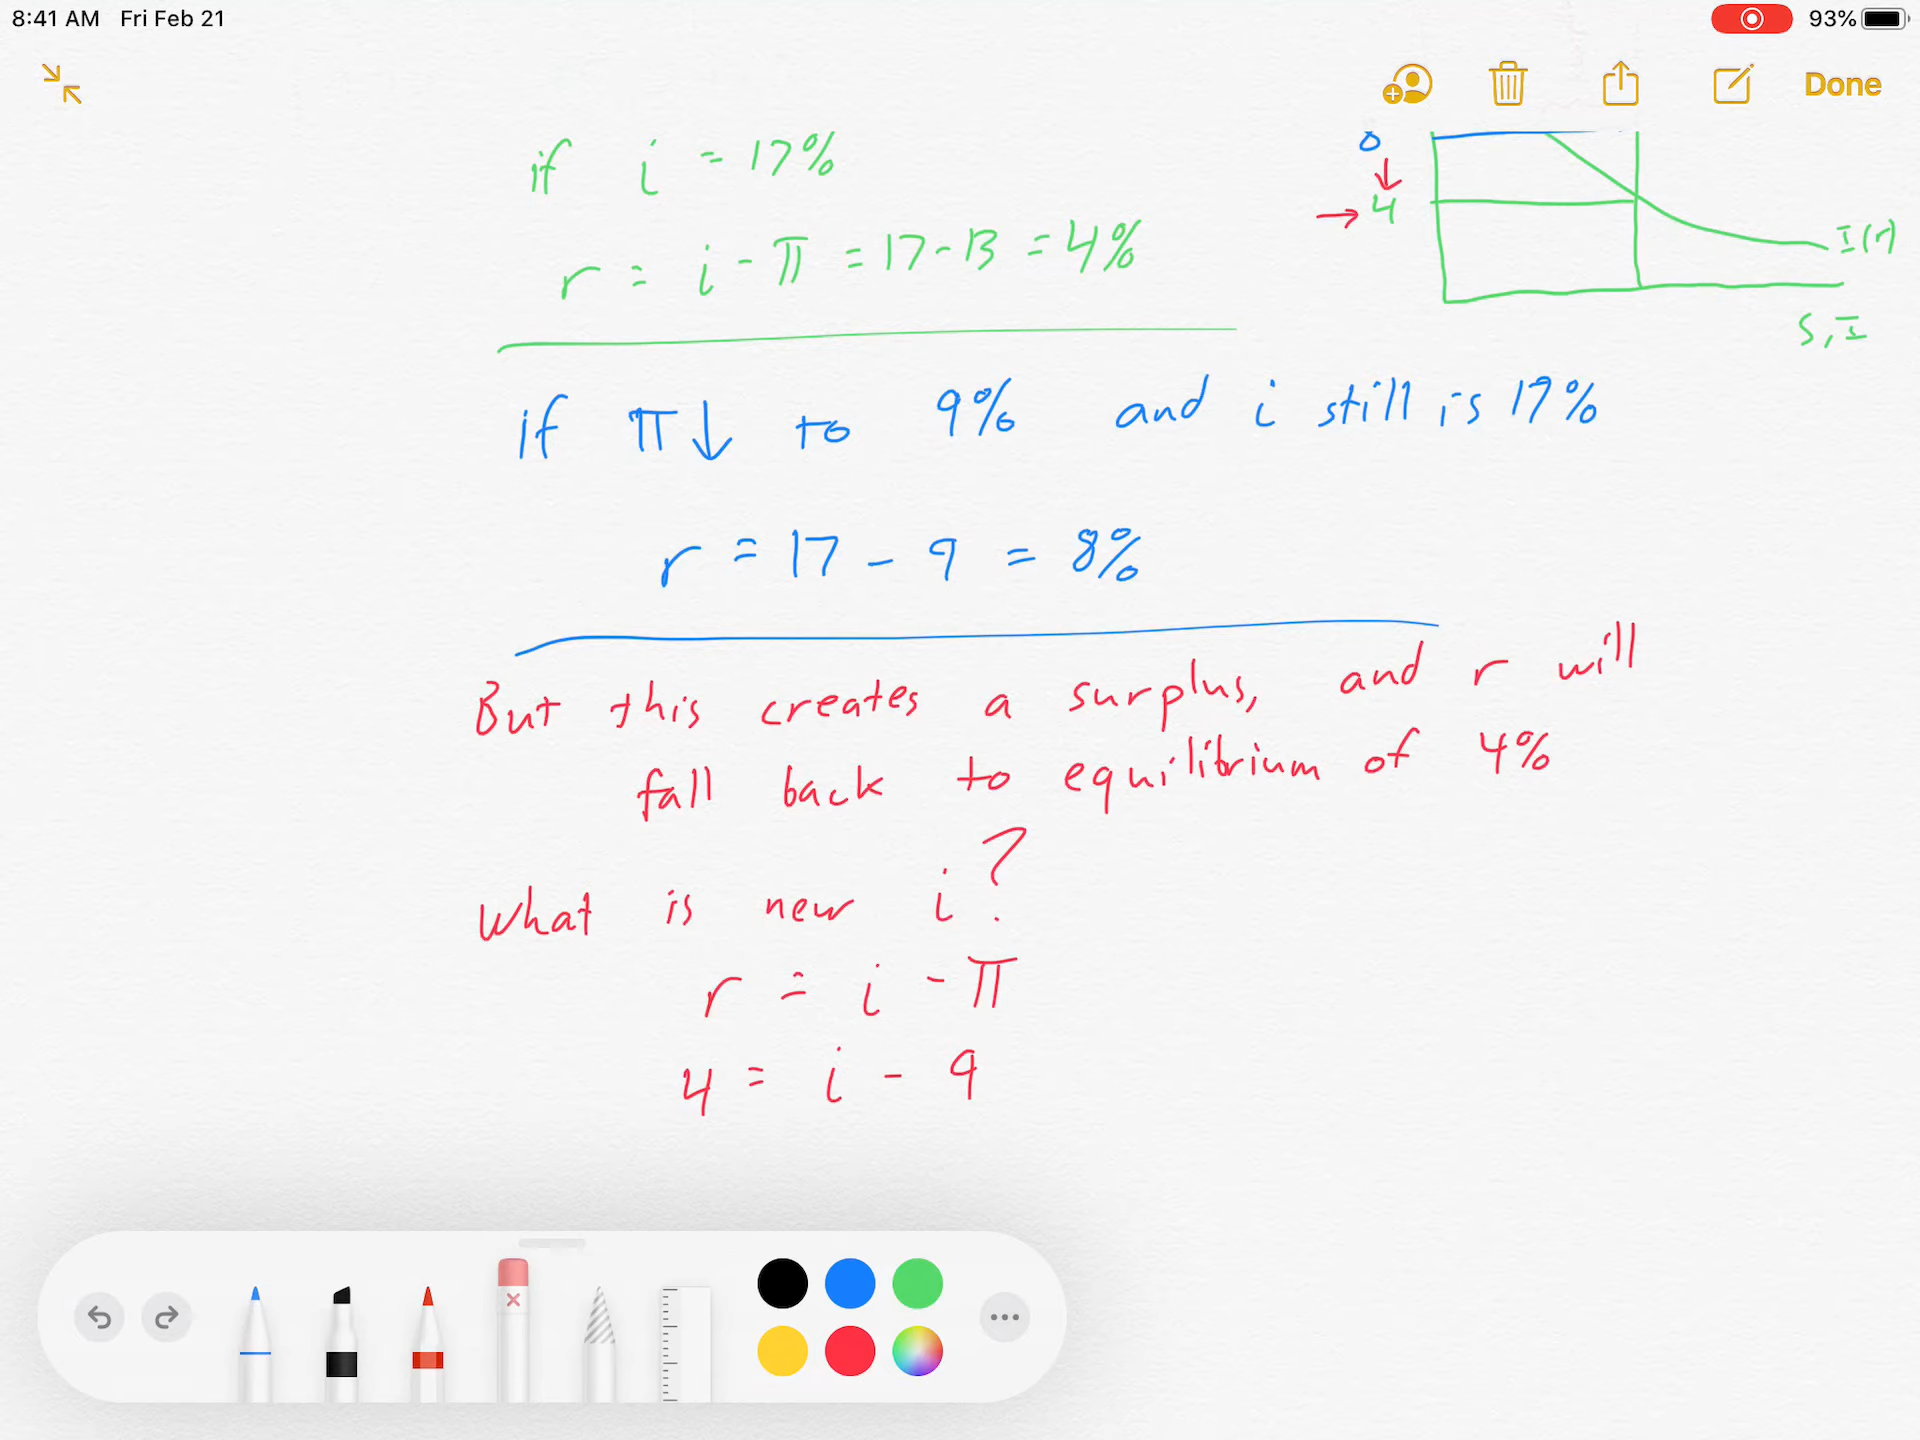 8:41 AM Fri Feb 21
93%
Done
if i = 17%
r = i - π = 17 - 13 = 4%
4
I(r)
S, I
if π↓ to 9% and i still is 17%
r = 17 - 9 = 8%
But this creates a surplus, and r will
fall back to equilibrium of 4%
What is new i?
r = i - π
4 = i - 9